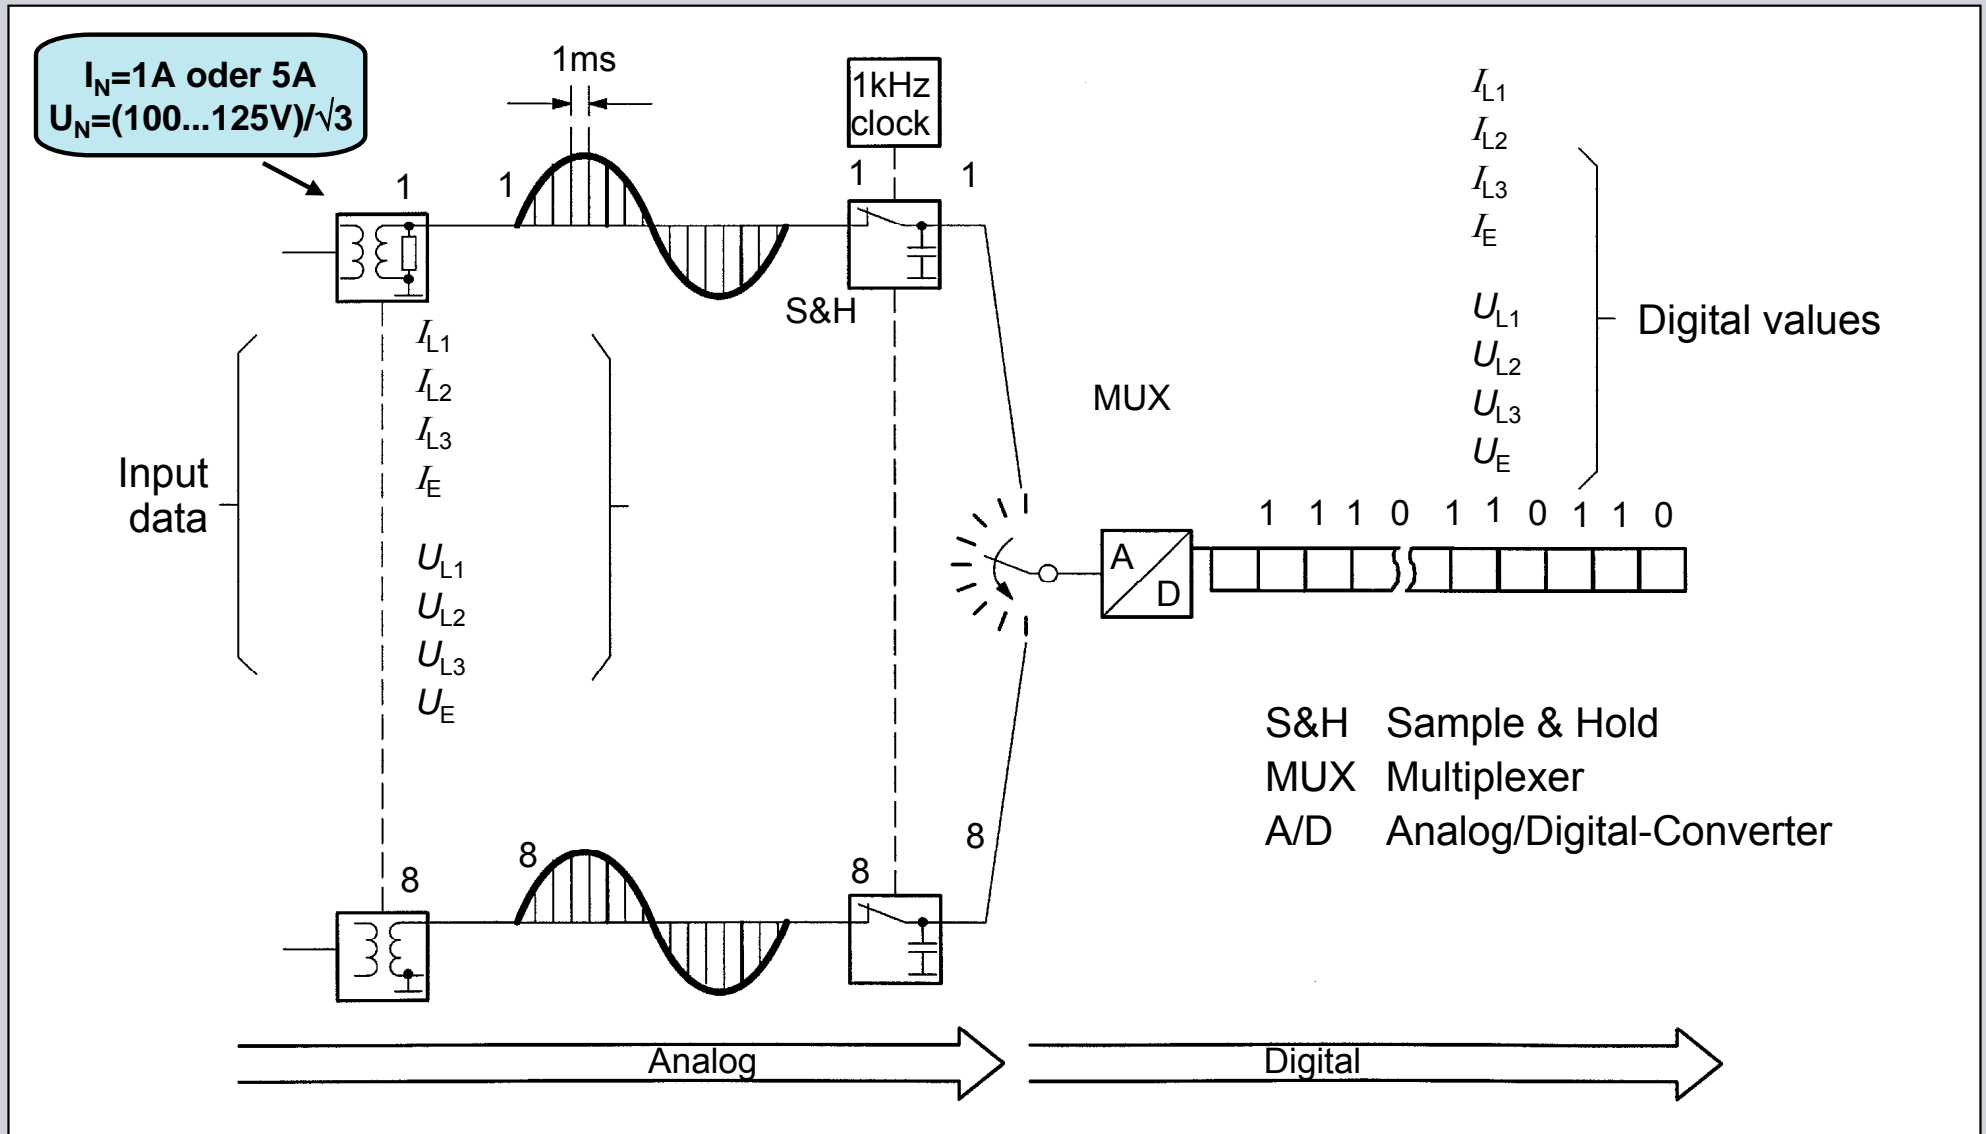 I_N=1A oder 5A
U_N=(100...125V)/√3
1ms
1kHz
clock
1
1
1
1
S&H
I_L1
I_L2
I_L3
I_E
U_L1
U_L2
U_L3
U_E
Input
data
MUX
I_L1
I_L2
I_L3
I_E
U_L1
U_L2
U_L3
U_E
Digital values
1 1 1 0 1 1 0 1 1 0
A
D
S&H Sample & Hold
MUX Multiplexer
A/D Analog/Digital-Converter
8
8
8
8
Analog
Digital